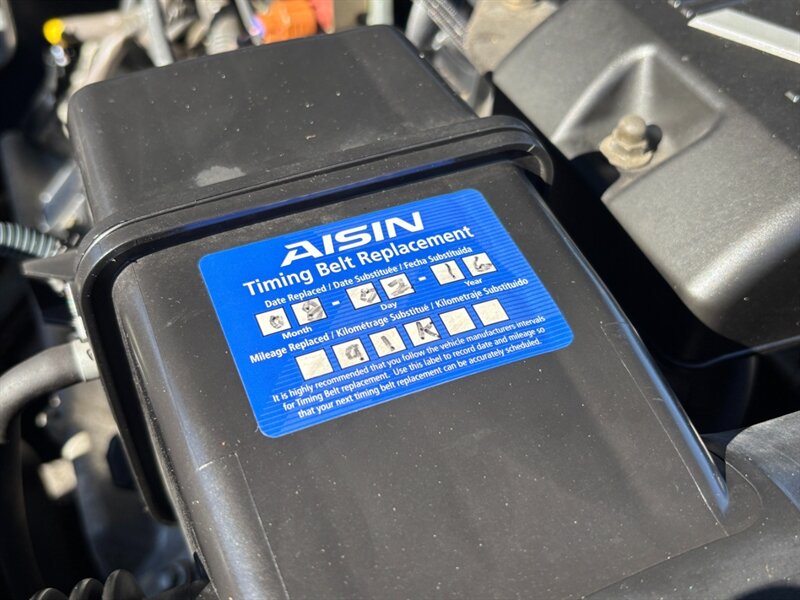 AISIN
Timing Belt Replacement
Date Replaced / Date Substituée / Fecha Substituida
Month Day Year
Mileage Replaced / Kilométrage Substitué / Kilometraje Substituido
9 1 k
It is highly recommended that you follow the vehicle manufacturers intervals
for Timing Belt replacement. Use this label to record date and mileage so
that your next timing belt replacement can be accurately scheduled.